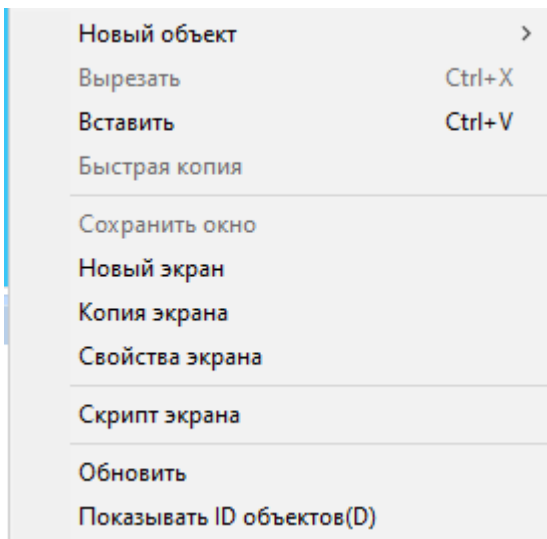 Новый объект >
Вырезать Ctrl+X
Вставить Ctrl+V
Быстрая копия
Сохранить окно
Новый экран
Копия экрана
Свойства экрана
Скрипт экрана
Обновить
Показывать ID объектов(D)